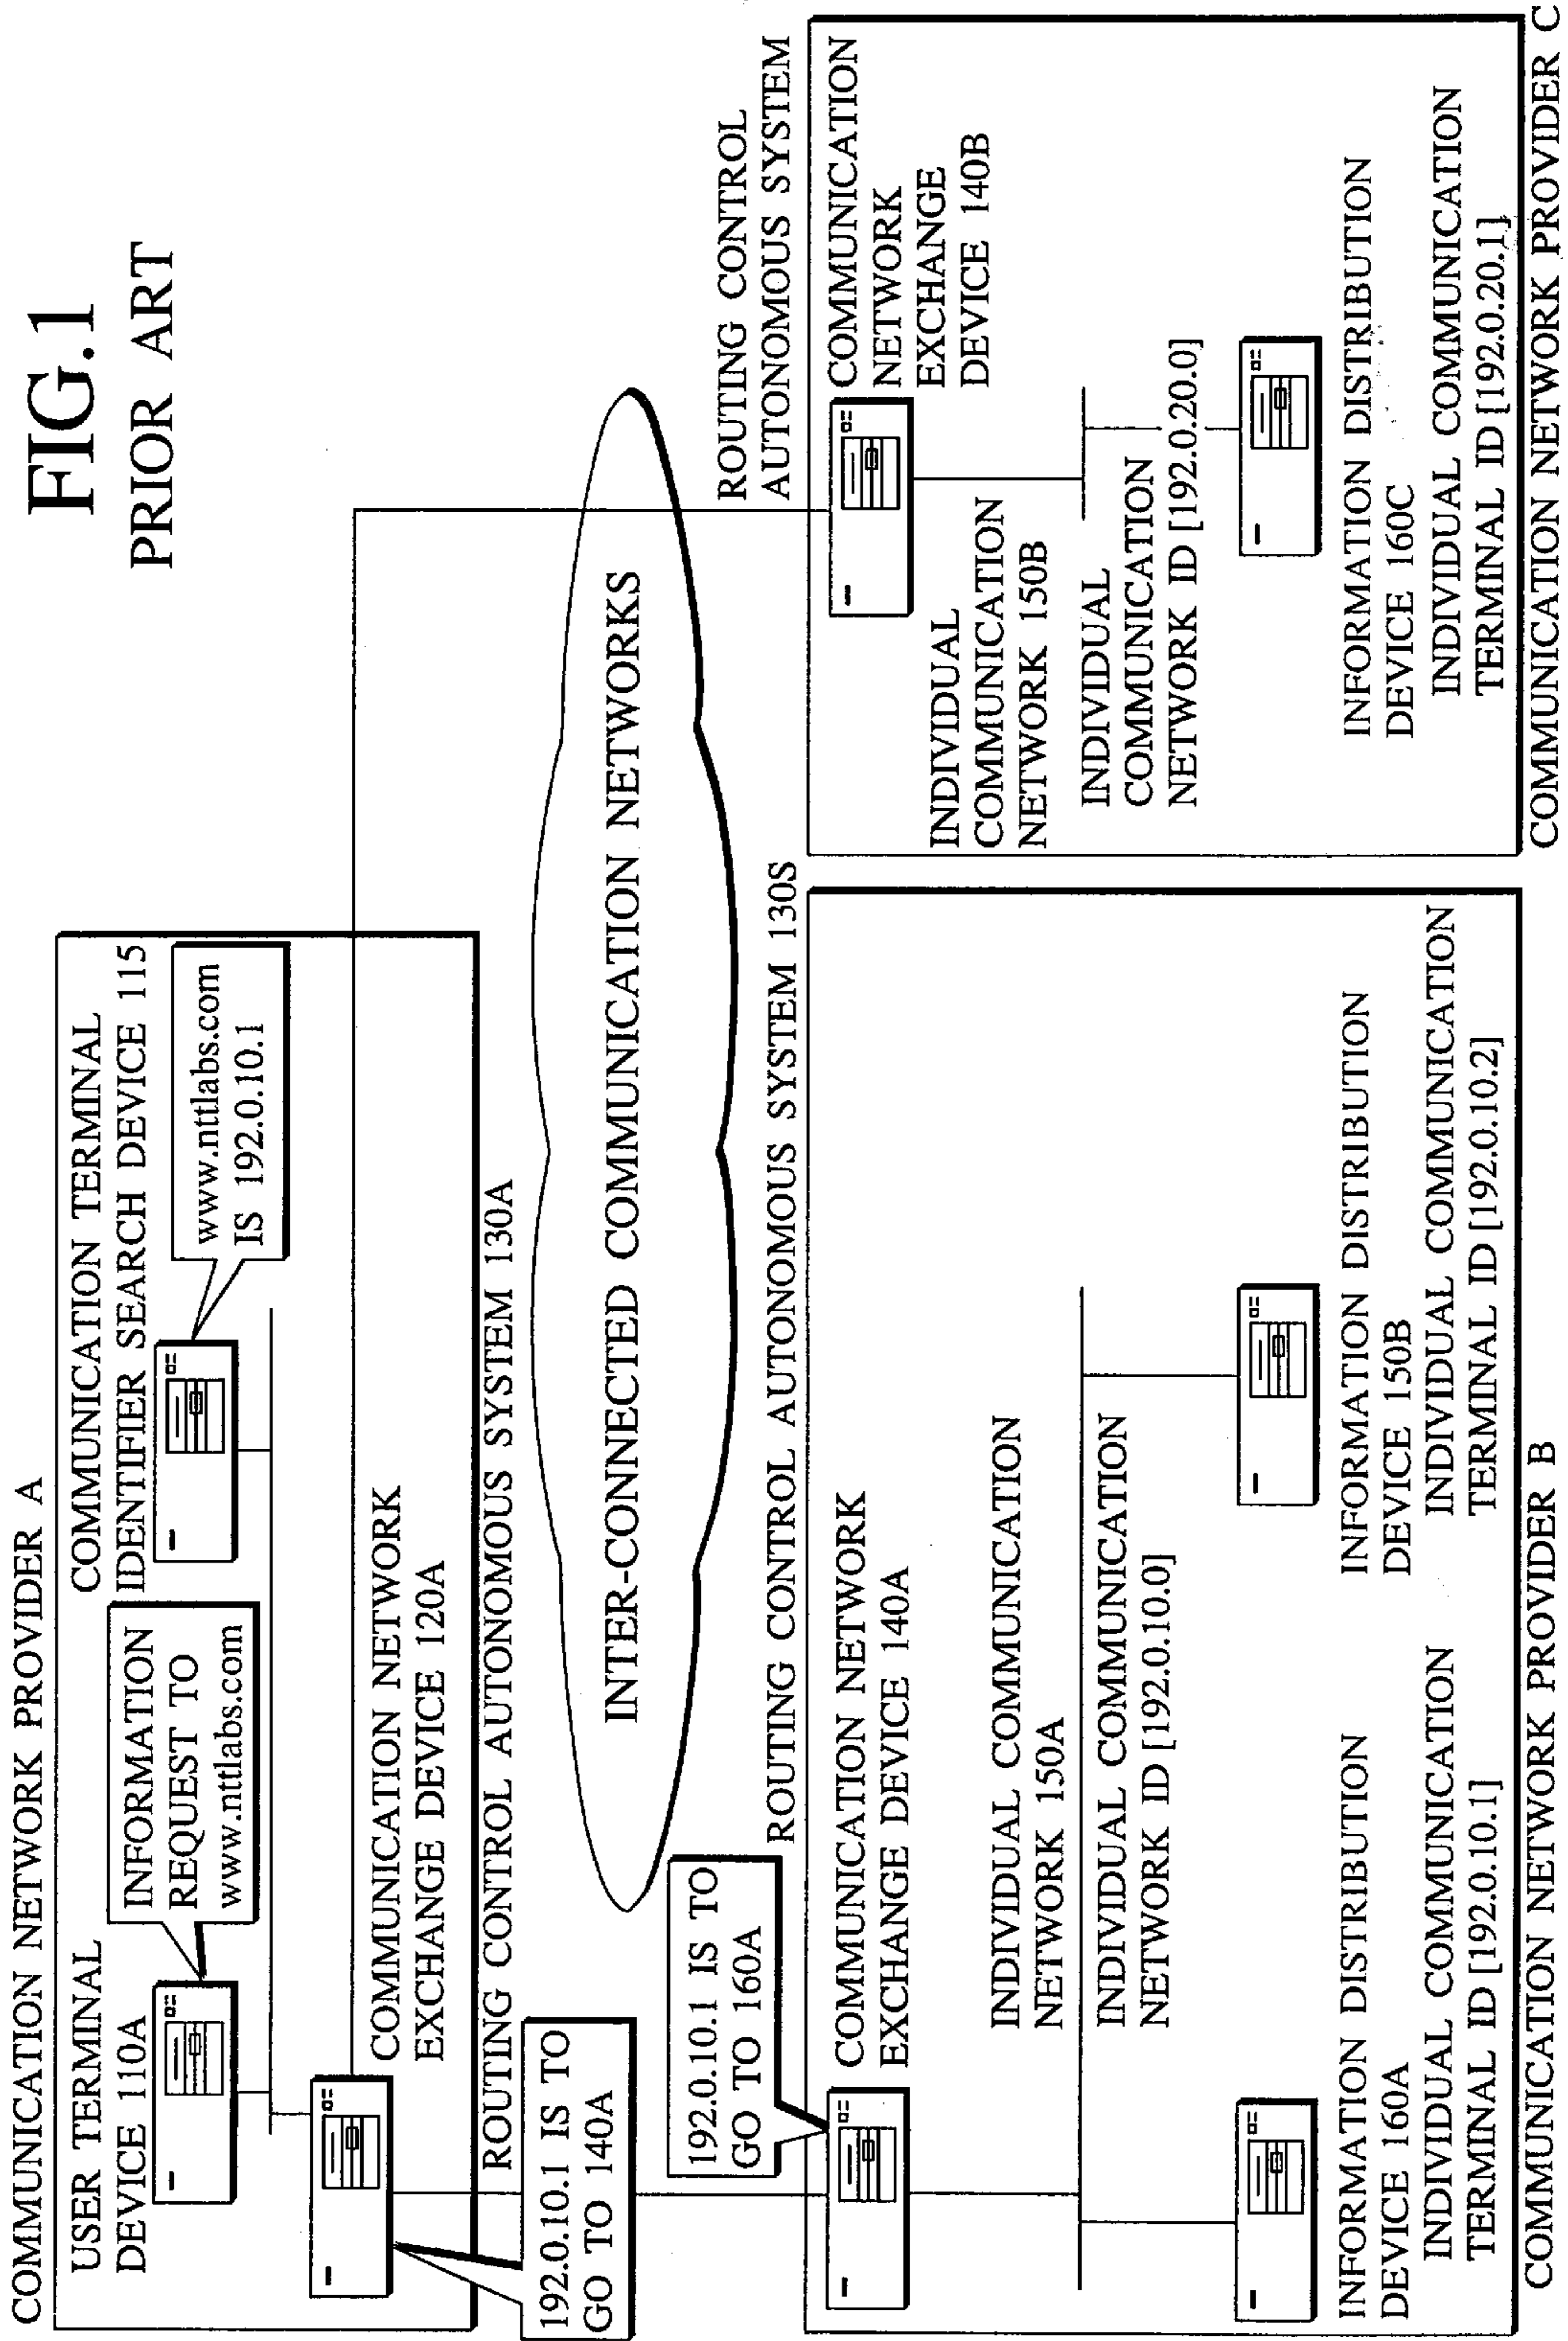 FIG.1
PRIOR ART
COMMUNICATION NETWORK PROVIDER A
USER TERMINAL
DEVICE 110A
INFORMATION
REQUEST TO
www.nttlabs.com
COMMUNICATION TERMINAL
IDENTIFIER SEARCH DEVICE 115
www.nttlabs.com
IS 192.0.10.1
COMMUNICATION NETWORK
EXCHANGE DEVICE 120A
ROUTING CONTROL AUTONOMOUS SYSTEM 130A
192.0.10.1 IS TO
GO TO 140A
INTER-CONNECTED COMMUNICATION NETWORKS
192.0.10.1 IS TO
GO TO 160A
ROUTING CONTROL AUTONOMOUS SYSTEM 130S
COMMUNICATION NETWORK
EXCHANGE DEVICE 140A
INDIVIDUAL COMMUNICATION
NETWORK 150A
INDIVIDUAL COMMUNICATION
NETWORK ID [192.0.10.0]
INFORMATION DISTRIBUTION
DEVICE 160A
INDIVIDUAL COMMUNICATION
TERMINAL ID [192.0.10.1]
INFORMATION DISTRIBUTION
DEVICE 150B
INDIVIDUAL COMMUNICATION
TERMINAL ID [192.0.10.2]
COMMUNICATION NETWORK PROVIDER B
ROUTING CONTROL
AUTONOMOUS SYSTEM
COMMUNICATION
NETWORK
EXCHANGE
DEVICE 140B
INDIVIDUAL
COMMUNICATION
NETWORK 150B
INDIVIDUAL
COMMUNICATION
NETWORK ID [192.0.20.0]
INFORMATION DISTRIBUTION
DEVICE 160C
INDIVIDUAL COMMUNICATION
TERMINAL ID [192.0.20.1]
COMMUNICATION NETWORK PROVIDER C